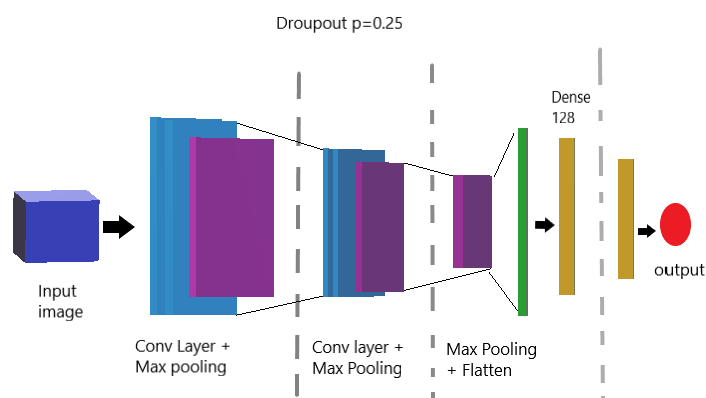 Droupout p=0.25
Dense
128
Input
image
output
Conv Layer +
Max pooling
Conv layer +
Max Pooling
Max Pooling
+ Flatten